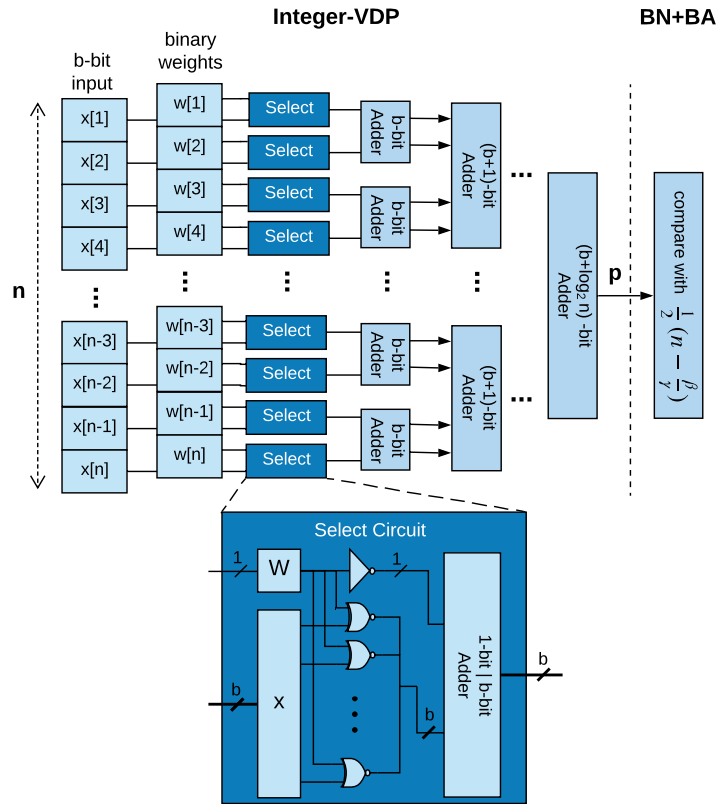 Integer-VDP
BN+BA
b-bit
input
binary
weights
x[1]
x[2]
x[3]
x[4]
...
x[n-3]
x[n-2]
x[n-1]
x[n]
n
w[1]
w[2]
w[3]
w[4]
...
w[n-3]
w[n-2]
w[n-1]
w[n]
Select
Select
Select
Select
...
Select
Select
Select
Select
b-bit
Adder
b-bit
Adder
...
b-bit
Adder
b-bit
Adder
(b+1)-bit
Adder
...
...
(b+1)-bit
Adder
...
(b+log₂ n) -bit
Adder
p
compare with ½(n − β/γ)
Select Circuit
1
W
1
b
x
...
b
1-bit | b-bit
Adder
b